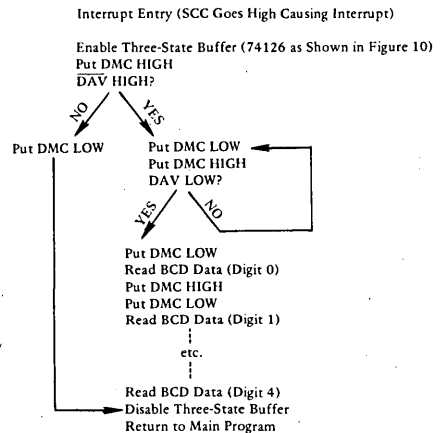 Interrupt Entry (SCC Goes High Causing Interrupt)
Enable Three-State Buffer (74126 as Shown in Figure 10)
Put DMC HIGH
DAV HIGH?
NO
YES
Put DMC LOW
Put DMC LOW
Put DMC HIGH
DAV LOW?
YES
NO
Put DMC LOW
Read BCD Data (Digit 0)
Put DMC HIGH
Put DMC LOW
Read BCD Data (Digit 1)
etc.
Read BCD Data (Digit 4)
Disable Three-State Buffer
Return to Main Program